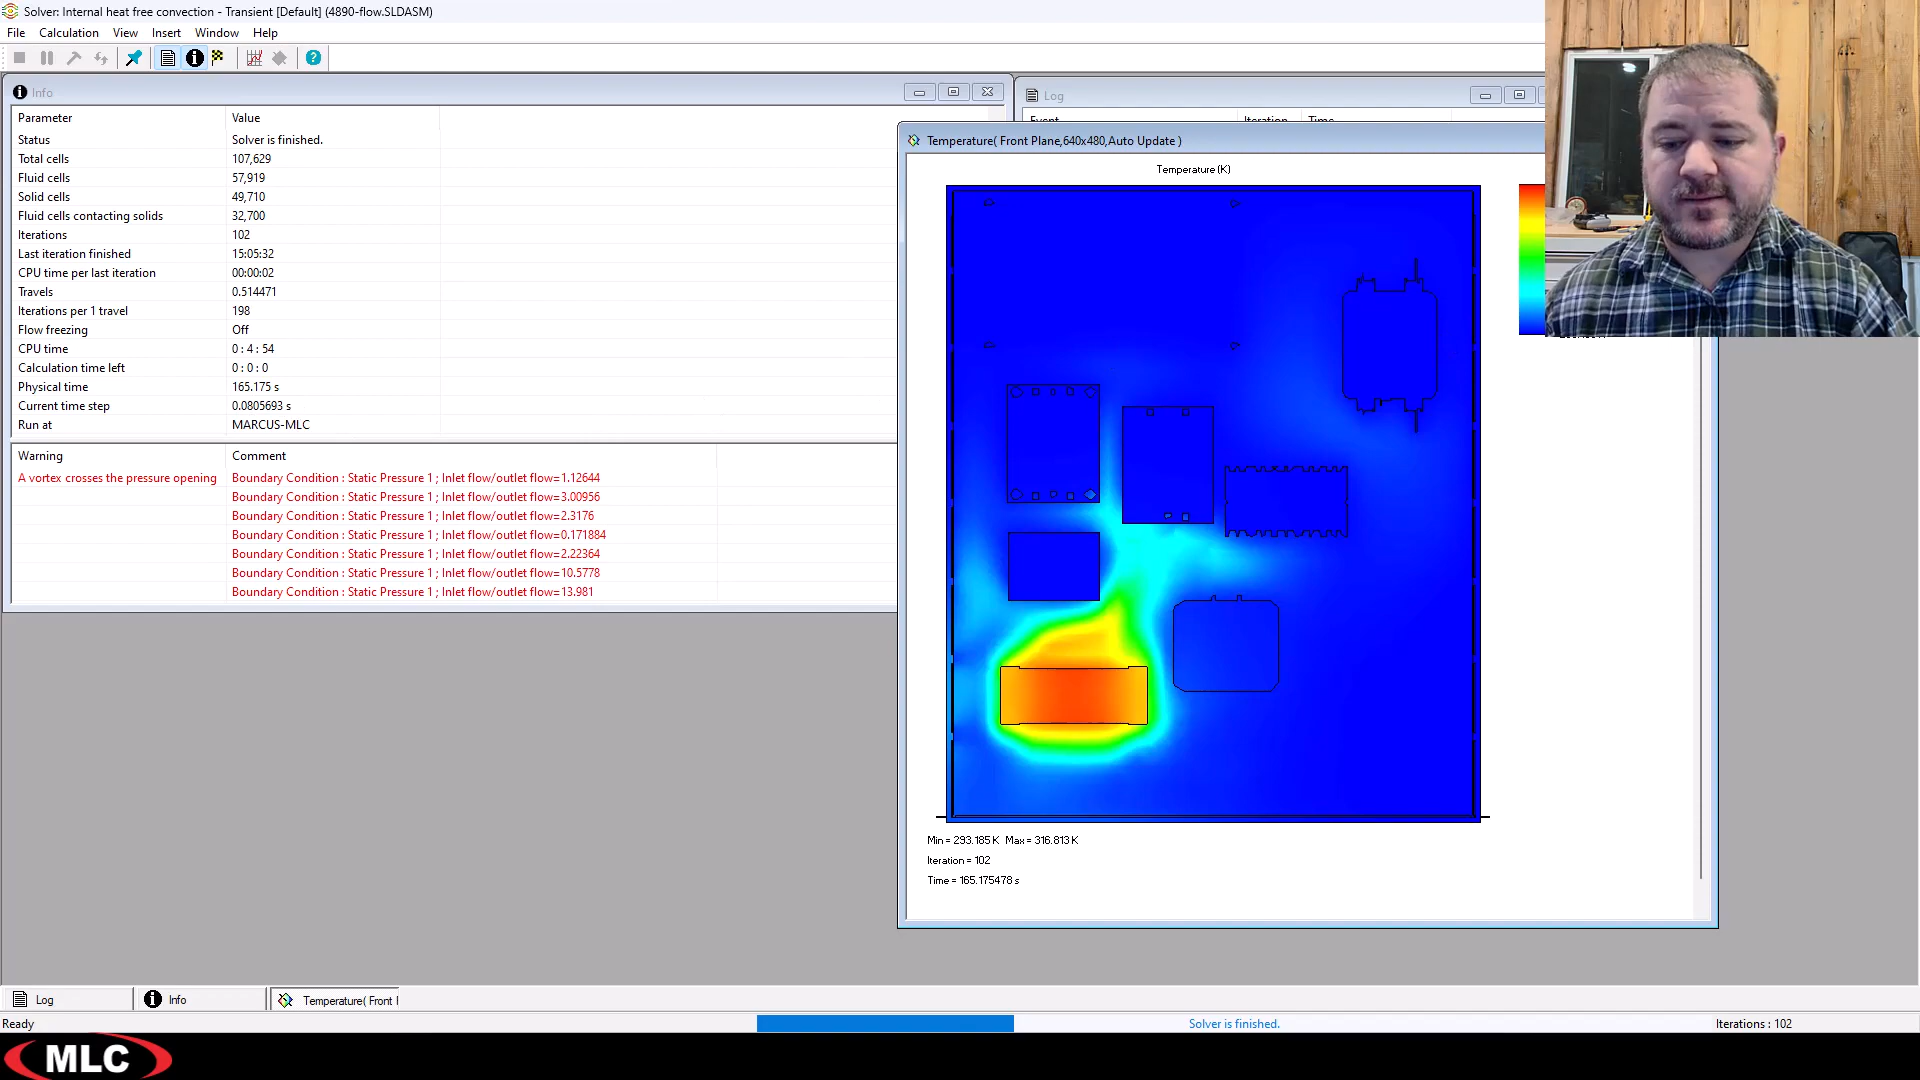 Solver: Internal heat free convection - Transient [Default] (4890-flow.SLDASM)
File Calculation View Insert Window Help
Info
Parameter Value
Status Solver is finished.
Total cells 107,629
Fluid cells 57,919
Solid cells 49,710
Fluid cells contacting solids 32,700
Iterations 102
Last iteration finished 15:05:32
CPU time per last iteration 00:00:02
Travels 0.514471
Iterations per 1 travel 198
Flow freezing Off
CPU time 0 : 4 : 54
Calculation time left 0 : 0 : 0
Physical time 165.175 s
Current time step 0.0805693 s
Run at MARCUS-MLC
Warning Comment
A vortex crosses the pressure opening Boundary Condition : Static Pressure 1 ; Inlet flow/outlet flow=1.12644
Boundary Condition : Static Pressure 1 ; Inlet flow/outlet flow=3.00956
Boundary Condition : Static Pressure 1 ; Inlet flow/outlet flow=2.3176
Boundary Condition : Static Pressure 1 ; Inlet flow/outlet flow=0.171884
Boundary Condition : Static Pressure 1 ; Inlet flow/outlet flow=2.22364
Boundary Condition : Static Pressure 1 ; Inlet flow/outlet flow=10.5778
Boundary Condition : Static Pressure 1 ; Inlet flow/outlet flow=13.981
Log
Event Iteration Time
Temperature( Front Plane,640x480,Auto Update )
Temperature (K)
Min = 293.185 K Max = 316.813 K
Iteration = 102
Time = 165.175478 s
Log Info Temperature( Front
Ready Solver is finished. Iterations : 102
MLC